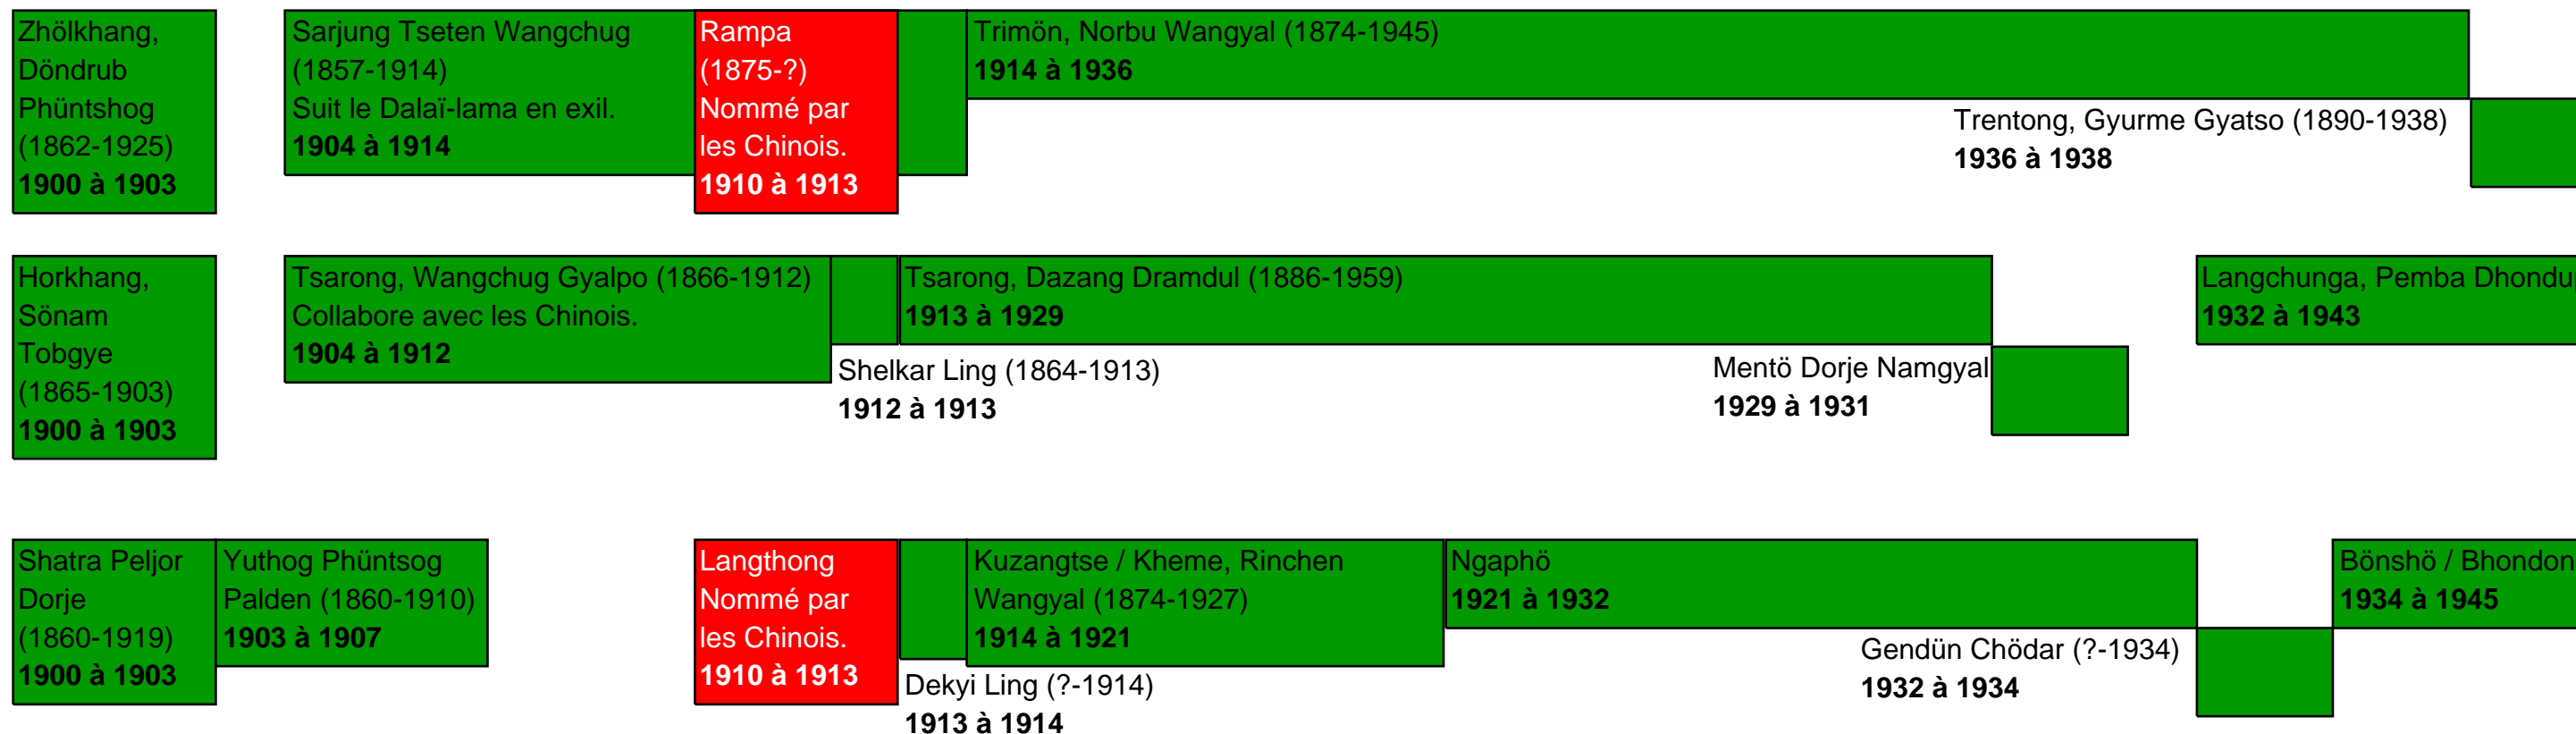 Zhölkhang,
Döndrub
Phüntshog
(1862-1925)
1900 à 1903
Sarjung Tseten Wangchug
(1857-1914)
Suit le Dalaï-lama en exil.
1904 à 1914
Rampa
(1875-?)
Nommé par
les Chinois.
1910 à 1913
Trimön, Norbu Wangyal (1874-1945)
1914 à 1936
Trentong, Gyurme Gyatso (1890-1938)
1936 à 1938
Horkhang,
Sönam
Tobgye
(1865-1903)
1900 à 1903
Tsarong, Wangchug Gyalpo (1866-1912)
Collabore avec les Chinois.
1904 à 1912
Shelkar Ling (1864-1913)
1912 à 1913
Tsarong, Dazang Dramdul (1886-1959)
1913 à 1929
Mentö Dorje Namgyal
1929 à 1931
Langchunga, Pemba
1932 à 1943
Shatra Peljor
Dorje
(1860-1919)
1900 à 1903
Yuthog Phüntsog
Palden (1860-1910)
1903 à 1907
Langthong
Nommé par
les Chinois.
1910 à 1913
Dekyi Ling (?-1914)
1913 à 1914
Kuzangtse / Kheme, Rinchen
Wangyal (1874-1927)
1914 à 1921
Ngaphö
1921 à 1932
Gendün Chödar (?-1934)
1932 à 1934
Bönshö / Bhondon
1934 à 1945